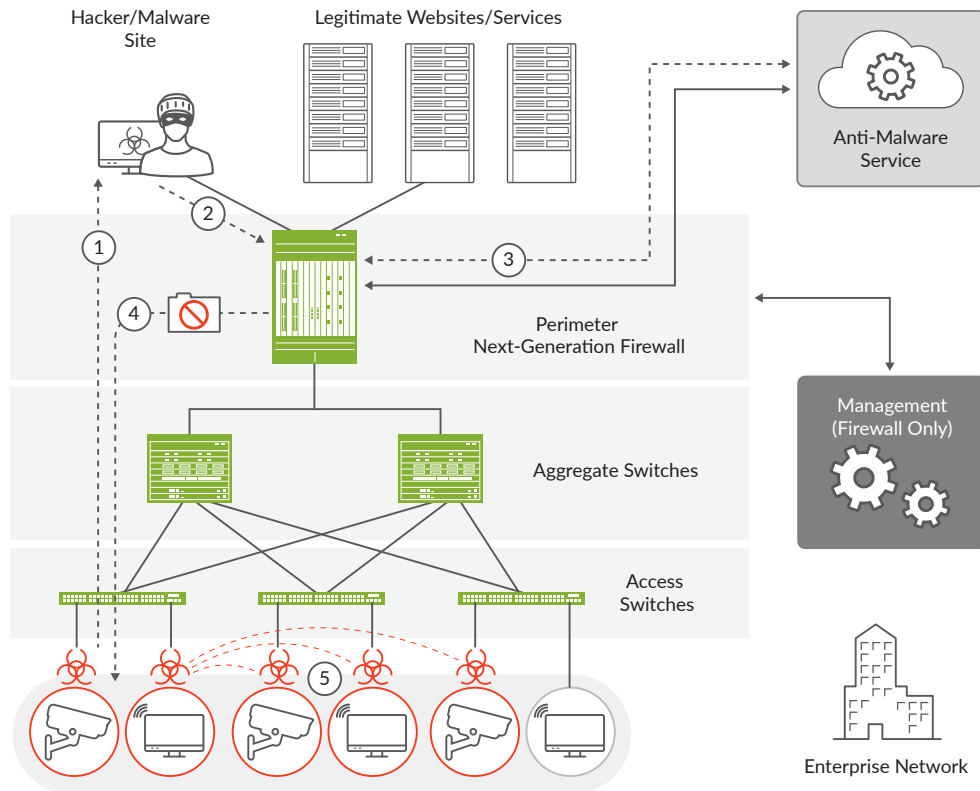 Hacker/Malware
Site
Legitimate Websites/Services
Anti-Malware
Service
1
2
3
4
Perimeter
Next-Generation Firewall
Management
(Firewall Only)
Aggregate Switches
Access
Switches
5
Enterprise Network